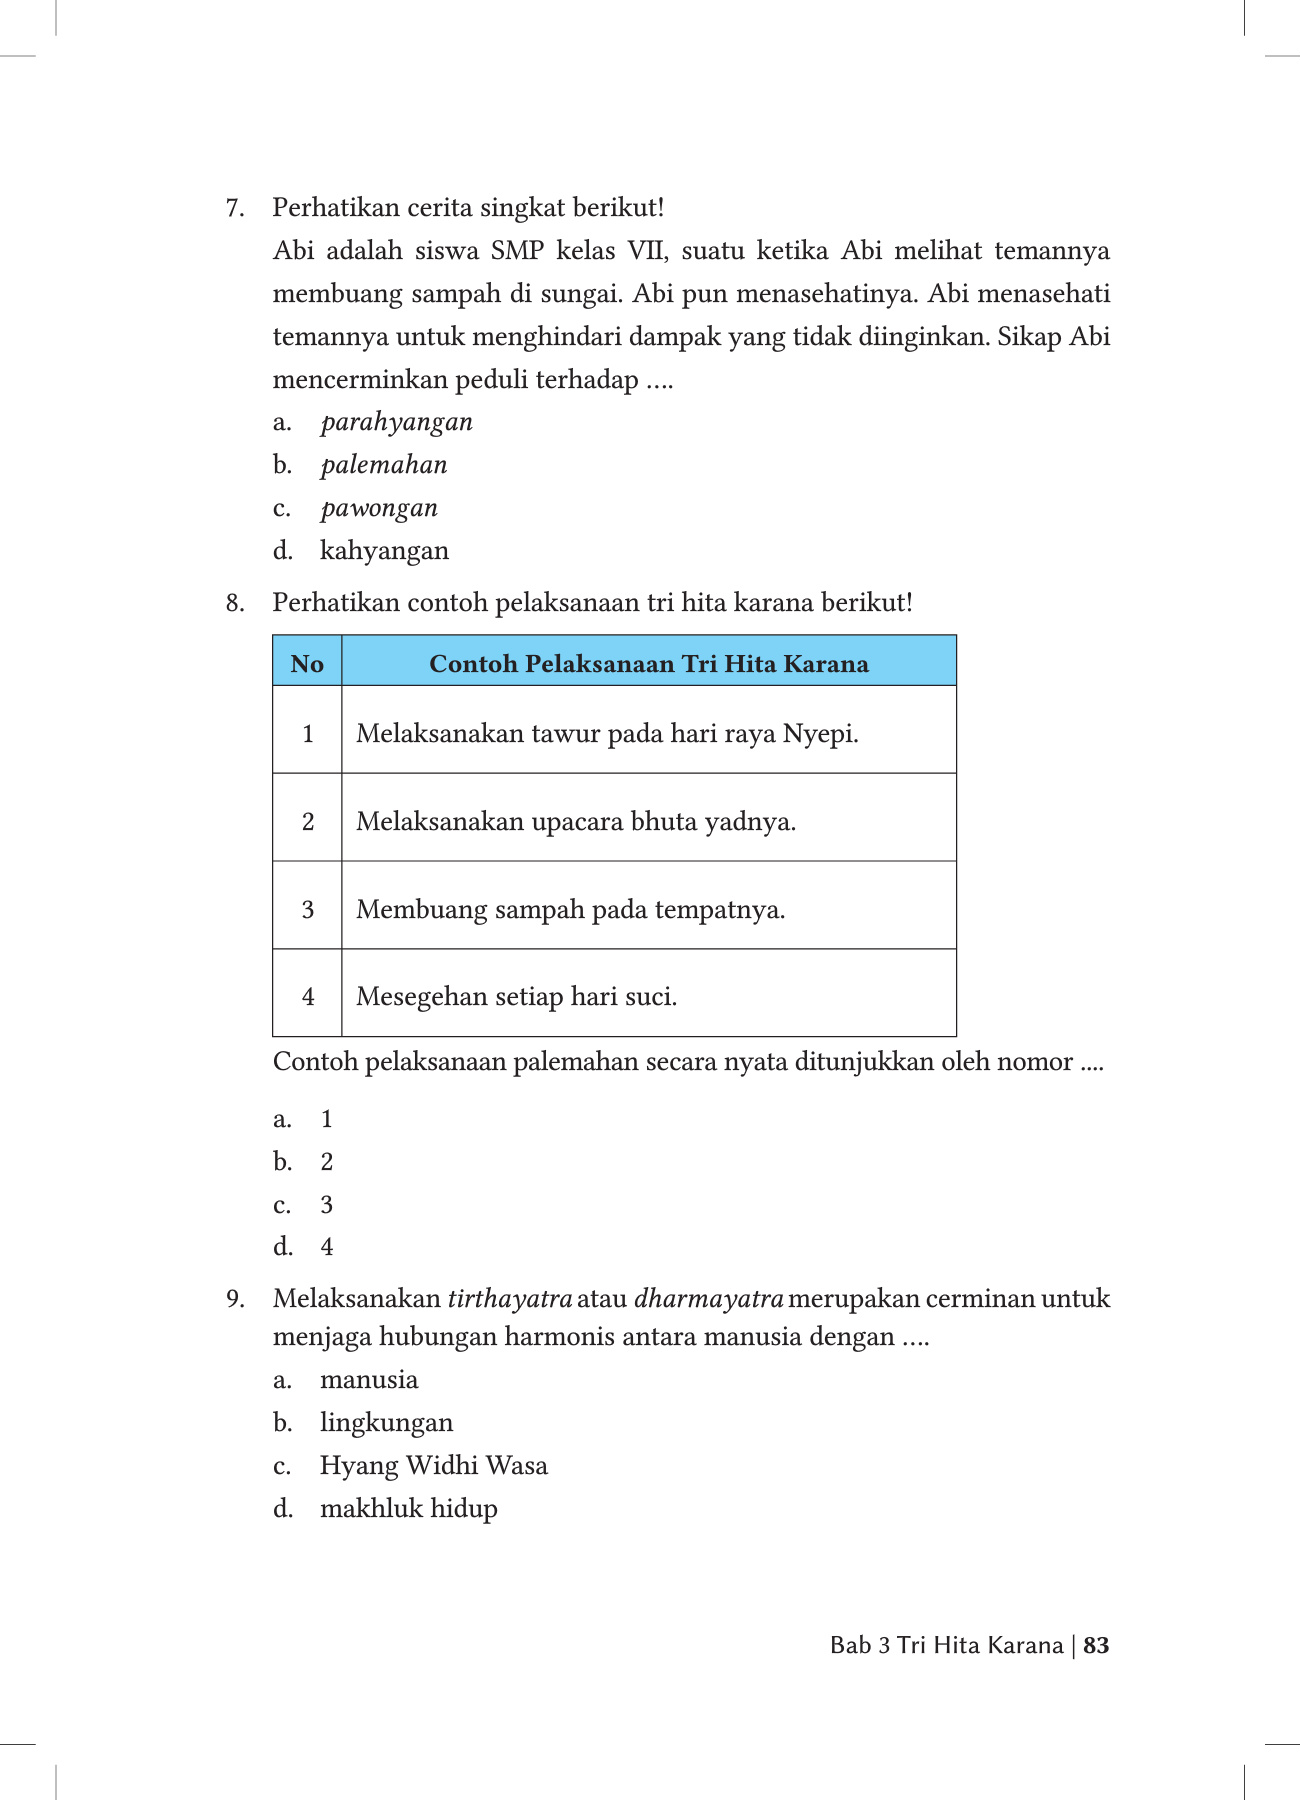 7. Perhatikan cerita singkat berikut!
Abi adalah siswa SMP kelas VII, suatu ketika Abi melihat temannya
membuang sampah di sungai. Abi pun menasehatinya. Abi menasehati
temannya untuk menghindari dampak yang tidak diinginkan. Sikap Abi
mencerminkan peduli terhadap ….
a. parahyangan
b. palemahan
c. pawongan
d. kahyangan
8. Perhatikan contoh pelaksanaan tri hita karana berikut!
No Contoh Pelaksanaan Tri Hita Karana
1 Melaksanakan tawur pada hari raya Nyepi.
2 Melaksanakan upacara bhuta yadnya.
3 Membuang sampah pada tempatnya.
4 Mesegehan setiap hari suci.
Contoh pelaksanaan palemahan secara nyata ditunjukkan oleh nomor ....
a. 1
b. 2
c. 3
d. 4
9. Melaksanakan tirthayatra atau dharmayatra merupakan cerminan untuk
menjaga hubungan harmonis antara manusia dengan ….
a. manusia
b. lingkungan
c. Hyang Widhi Wasa
d. makhluk hidup
Bab 3 Tri Hita Karana | 83